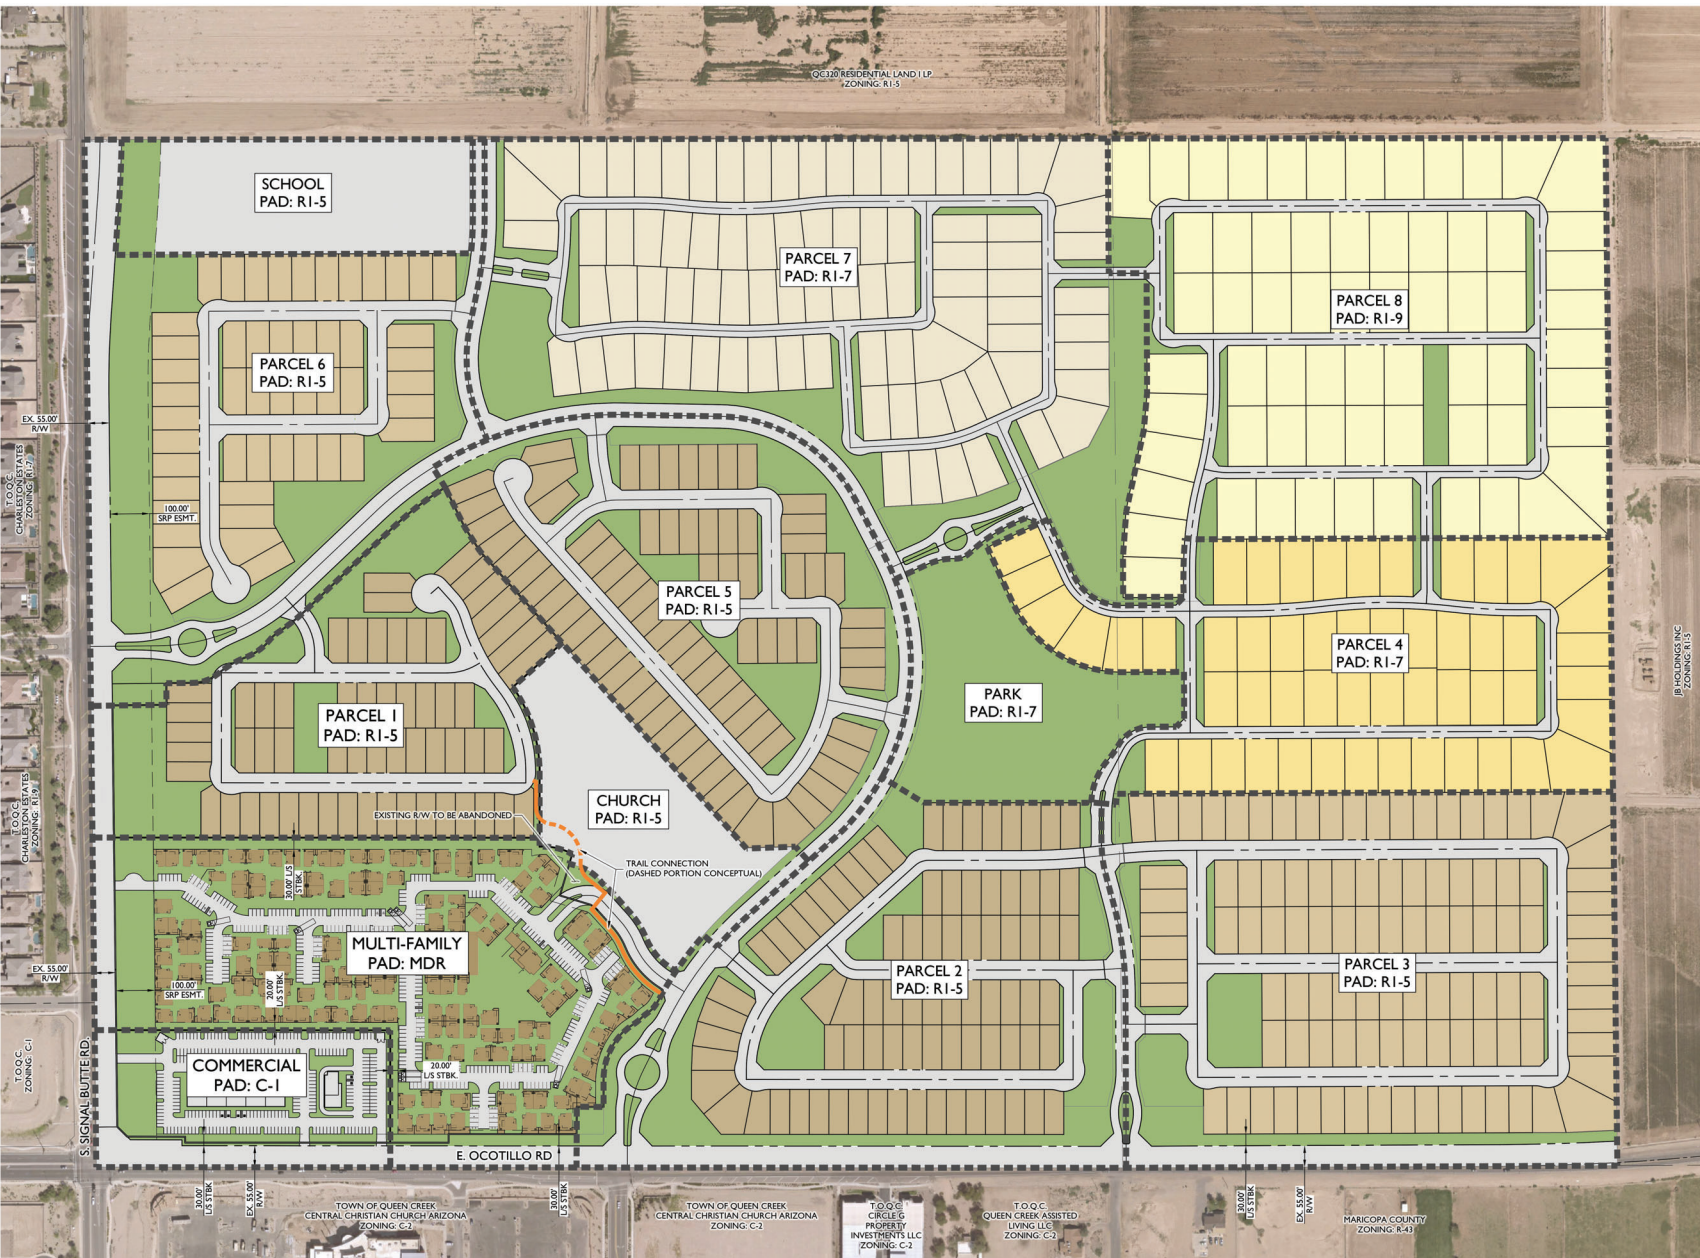 QC320 RESIDENTIAL LAND I LP
ZONING: R1-5
SCHOOL
PAD: R1-5
PARCEL 7
PAD: R1-7
PARCEL 8
PAD: R1-9
PARCEL 6
PAD: R1-5
EX. 55.00'
R/W
T.O.Q.C.
CHARLESTON ESTATES
ZONING: R1-7
100.00'
SRP ESMT.
PARCEL 5
PAD: R1-5
PARCEL 4
PAD: R1-7
JB HOLDINGS INC
ZONING: R1-5
PARK
PAD: R1-7
PARCEL 1
PAD: R1-5
T.O.Q.C.
CHARLESTON ESTATES
ZONING: R1-9
CHURCH
PAD: R1-5
EXISTING R/W TO BE ABANDONED
TRAIL CONNECTION
(DASHED PORTION CONCEPTUAL)
30.00' L/S
STBK.
MULTI-FAMILY
PAD: MDR
EX. 55.00'
R/W
100.00'
SRP ESMT.
20.00'
L/S STBK.
PARCEL 2
PAD: R1-5
PARCEL 3
PAD: R1-5
T.O.Q.C.
ZONING: C-1
S. SIGNAL BUTTE RD.
COMMERCIAL
PAD: C-1
20.00'
L/S STBK.
E. OCOTILLO RD
30.00'
L/S STBK
EX. 55.00'
R/W
30.00'
L/S STBK
30.00'
L/S STBK
EX. 55.00'
R/W
TOWN OF QUEEN CREEK
CENTRAL CHRISTIAN CHURCH ARIZONA
ZONING: C-2
TOWN OF QUEEN CREEK
CENTRAL CHRISTIAN CHURCH ARIZONA
ZONING: C-2
T.O.Q.C.
CIRCLE G
PROPERTY
INVESTMENTS LLC
ZONING: C-2
T.O.Q.C.
QUEEN CREEK ASSISTED
LIVING LLC
ZONING: C-2
MARICOPA COUNTY
ZONING: R-43